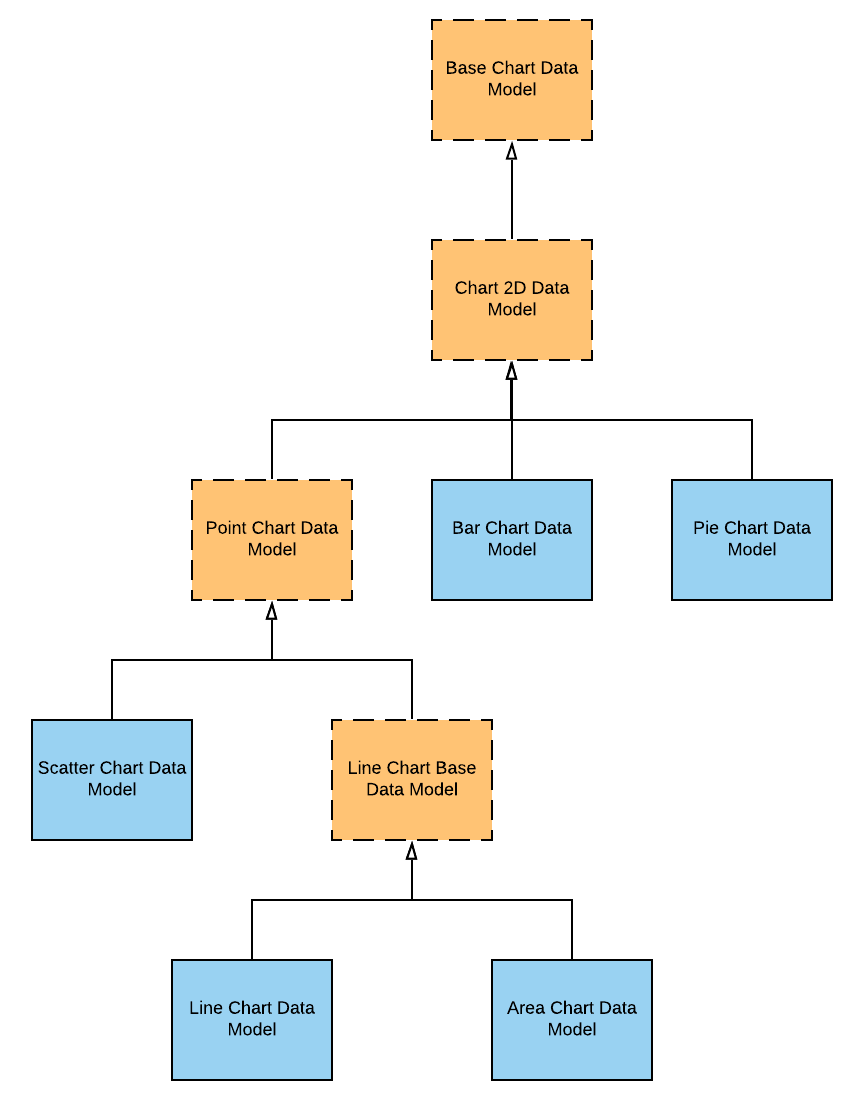 Base Chart Data
Model
Chart 2D Data
Model
Point Chart Data
Model
Bar Chart Data
Model
Pie Chart Data
Model
Scatter Chart Data
Model
Line Chart Base
Data Model
Line Chart Data
Model
Area Chart Data
Model